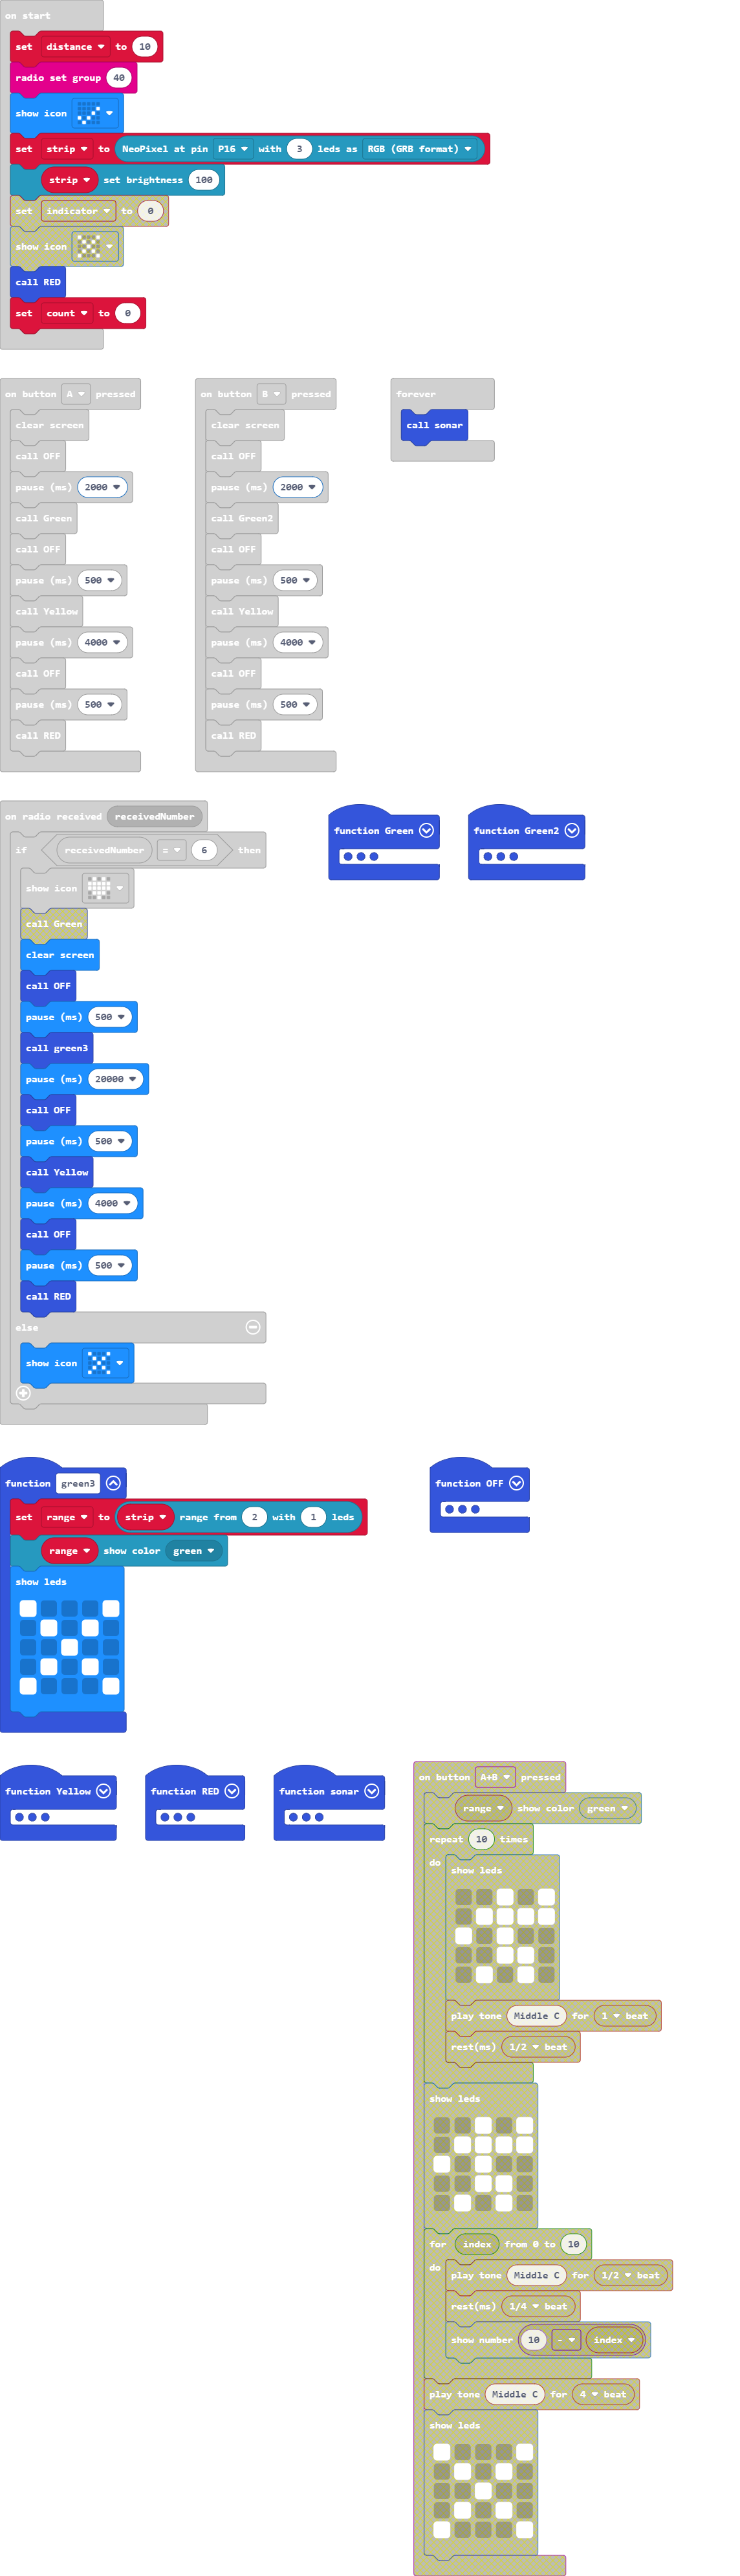 on start
set distance to 10
radio set group 40
show icon
set strip to NeoPixel at pin P16 with 3 leds as RGB (GRB format)
strip set brightness 100
set indicator to 0
show icon
call RED
set count to 0
on button A pressed
clear screen
call OFF
pause (ms) 2000
call Green
call OFF
pause (ms) 500
call Yellow
pause (ms) 4000
call OFF
pause (ms) 500
call RED
on button B pressed
clear screen
call OFF
pause (ms) 2000
call Green2
call OFF
pause (ms) 500
call Yellow
pause (ms) 4000
call OFF
pause (ms) 500
call RED
forever
call sonar
on radio received receivedNumber
if receivedNumber = 6 then
show icon
call Green
clear screen
call OFF
pause (ms) 500
call green3
pause (ms) 20000
call OFF
pause (ms) 500
call Yellow
pause (ms) 4000
call OFF
pause (ms) 500
call RED
else
show icon
function Green
function Green2
function green3
set range to strip range from 2 with 1 leds
range show color green
show leds
function OFF
function Yellow
function RED
function sonar
on button A+B pressed
range show color green
repeat 10 times
do
show leds
play tone Middle C for 1 beat
rest(ms) 1/2 beat
show leds
for index from 0 to 10
do
play tone Middle C for 1/2 beat
rest(ms) 1/4 beat
show number 10 - index
play tone Middle C for 4 beat
show leds